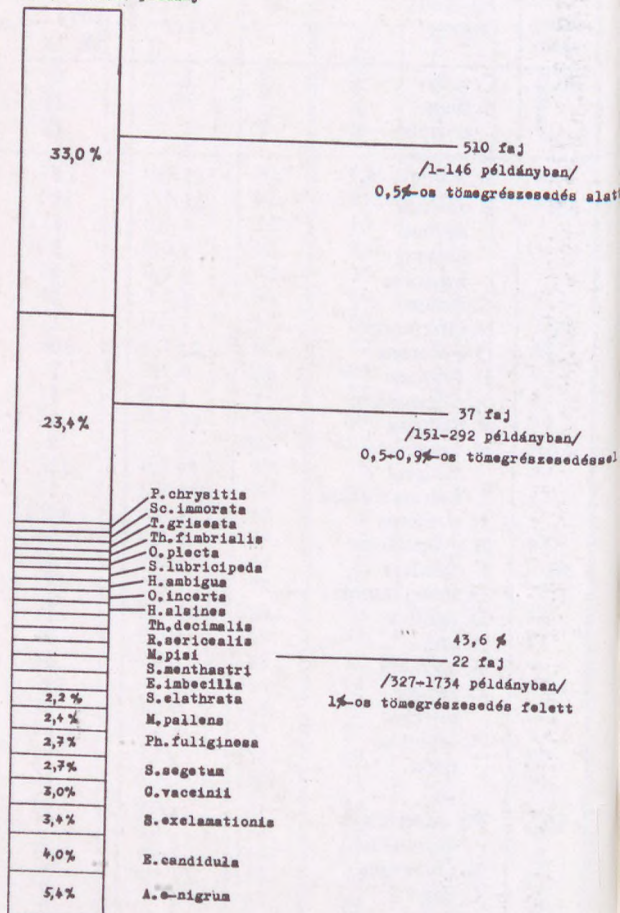 33,0 %
510 faj
/1-146 példányban/
0,5%-os tömegrészesedés alatt
23,4%
37 faj
/151-292 példányban/
0,5-0,9%-os tömegrészesedéssel
P.chrysitis
Sc.immorata
T.griseata
Th.fimbrialis
O.plecta
S.lubricipeda
H.ambigua
O.incerta
H.alsines
Th.decimalis
R.sericealis
M.pisi
S.menthastri
E.imbecilla
43,6 %
22 faj
/327-1734 példányban/
1%-os tömegrészesedés felett
2,2 % S.clathrata
2,4 % M.pallens
2,7% Ph.fuliginosa
2,7% S.segetum
3,0% C.vaccinii
3,4% S.exclamationis
4,0% E.candidula
5,4% A.c-nigrum